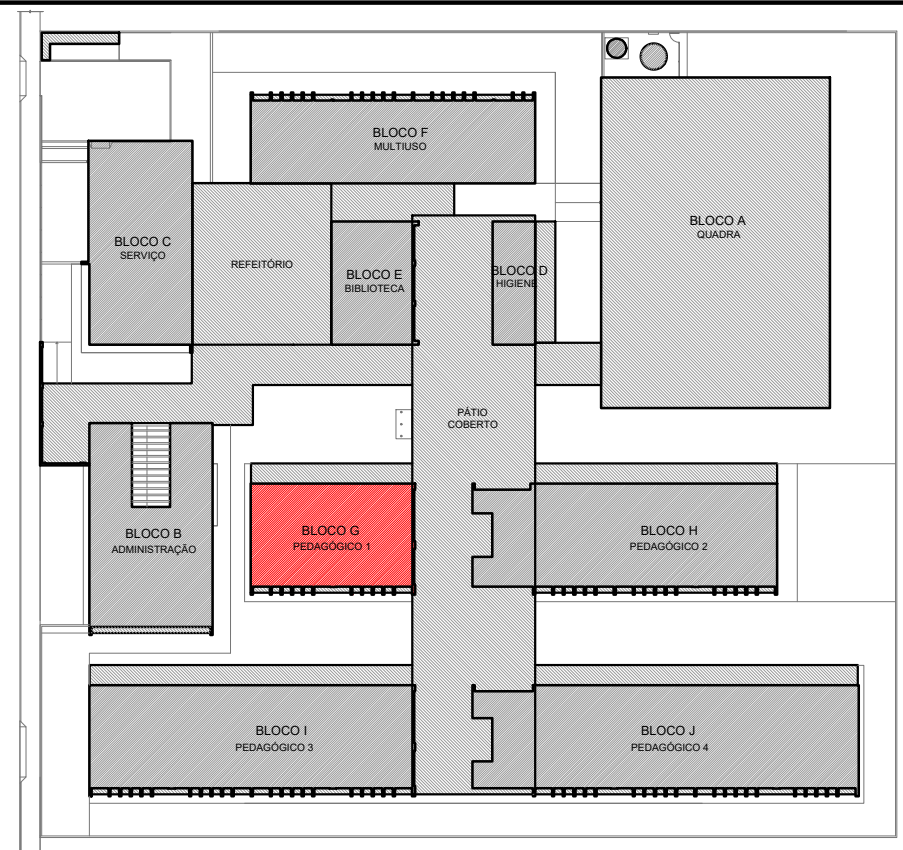 BLOCO F
MULTIUSO
BLOCO A
QUADRA
BLOCO C
SERVIÇO
REFEITÓRIO
BLOCO E
BIBLIOTECA
BLOCO D
HIGIENE
PÁTIO
COBERTO
BLOCO B
ADMINISTRAÇÃO
BLOCO G
PEDAGÓGICO 1
BLOCO H
PEDAGÓGICO 2
BLOCO I
PEDAGÓGICO 3
BLOCO J
PEDAGÓGICO 4